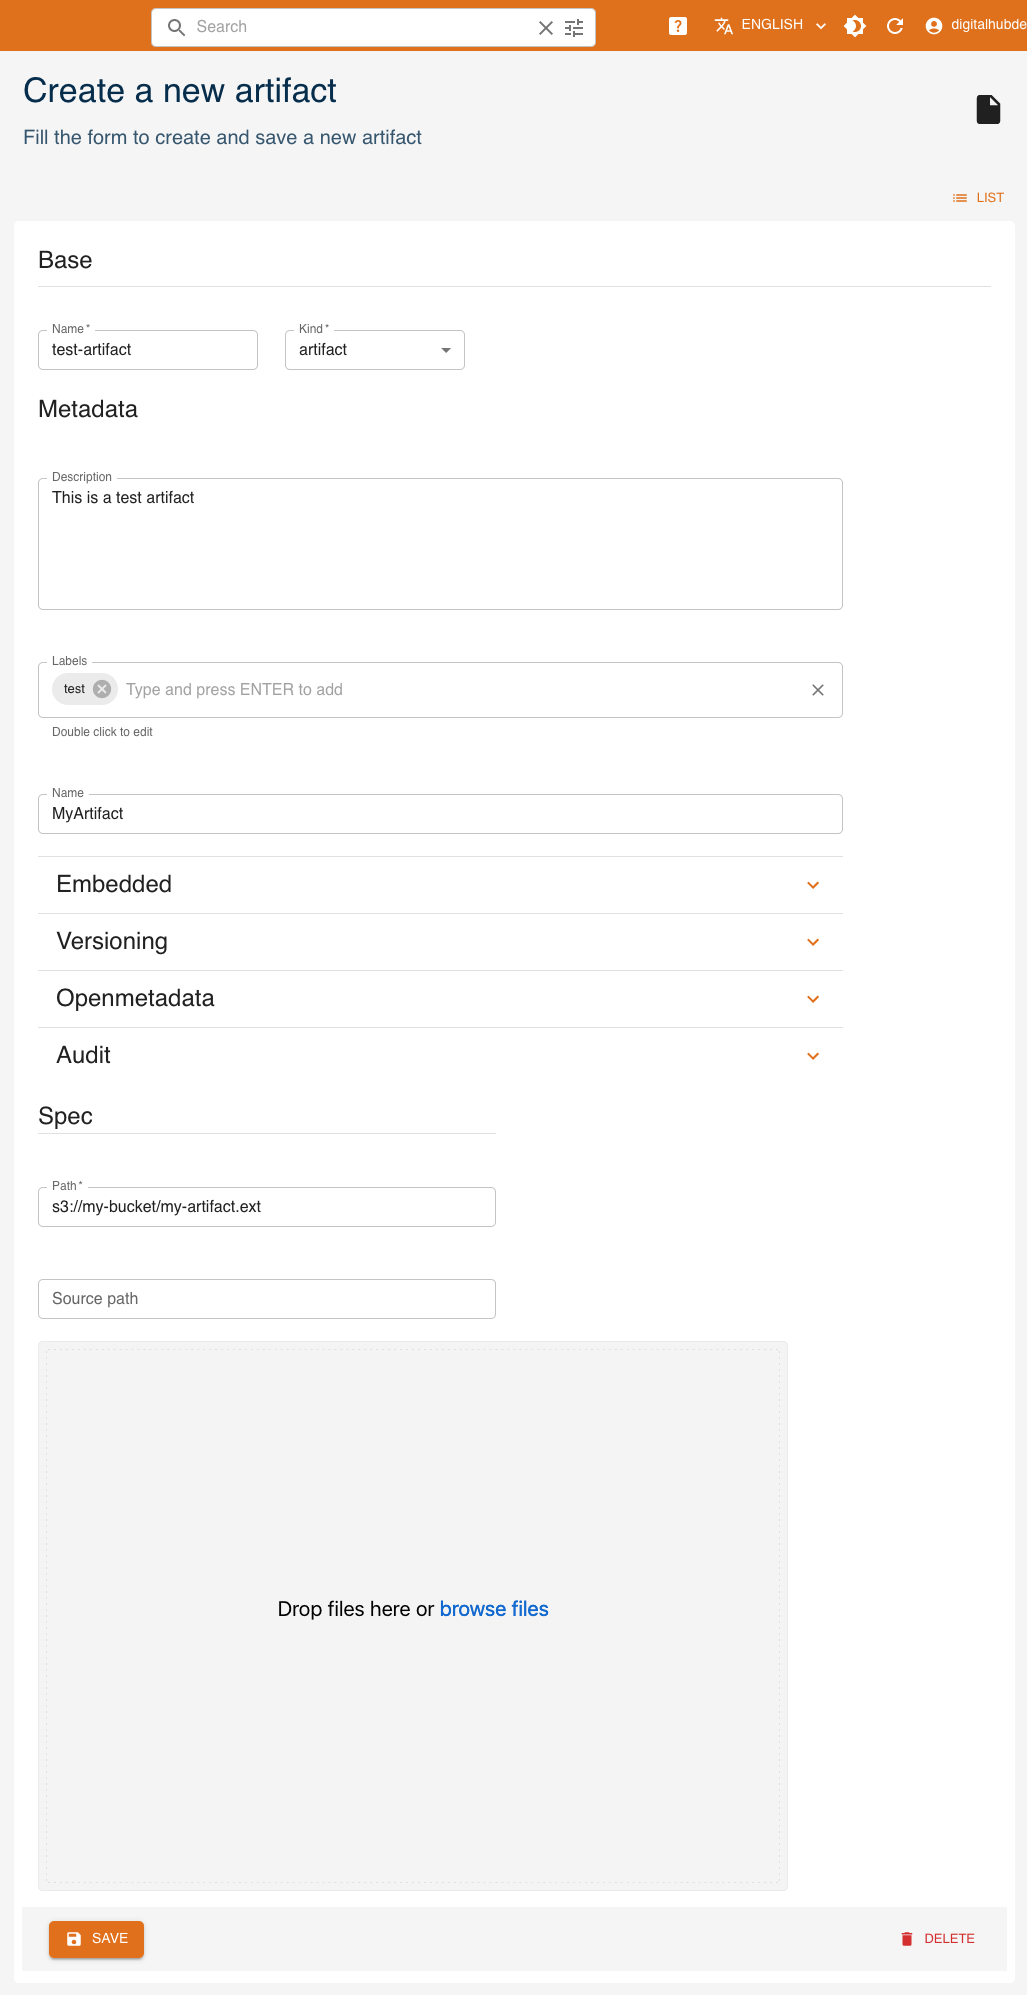 Search
?
ENGLISH
digitalhubde
Create a new artifact
Fill the form to create and save a new artifact
LIST
Base
Name *
Kind *
test-artifact
artifact
Metadata
Description
This is a test artifact
Labels
test
Type and press ENTER to add
Double click to edit
Name
MyArtifact
Embedded
Versioning
Openmetadata
Audit
Spec
Path *
s3://my-bucket/my-artifact.ext
Source path
Drop files here or browse files
SAVE
DELETE